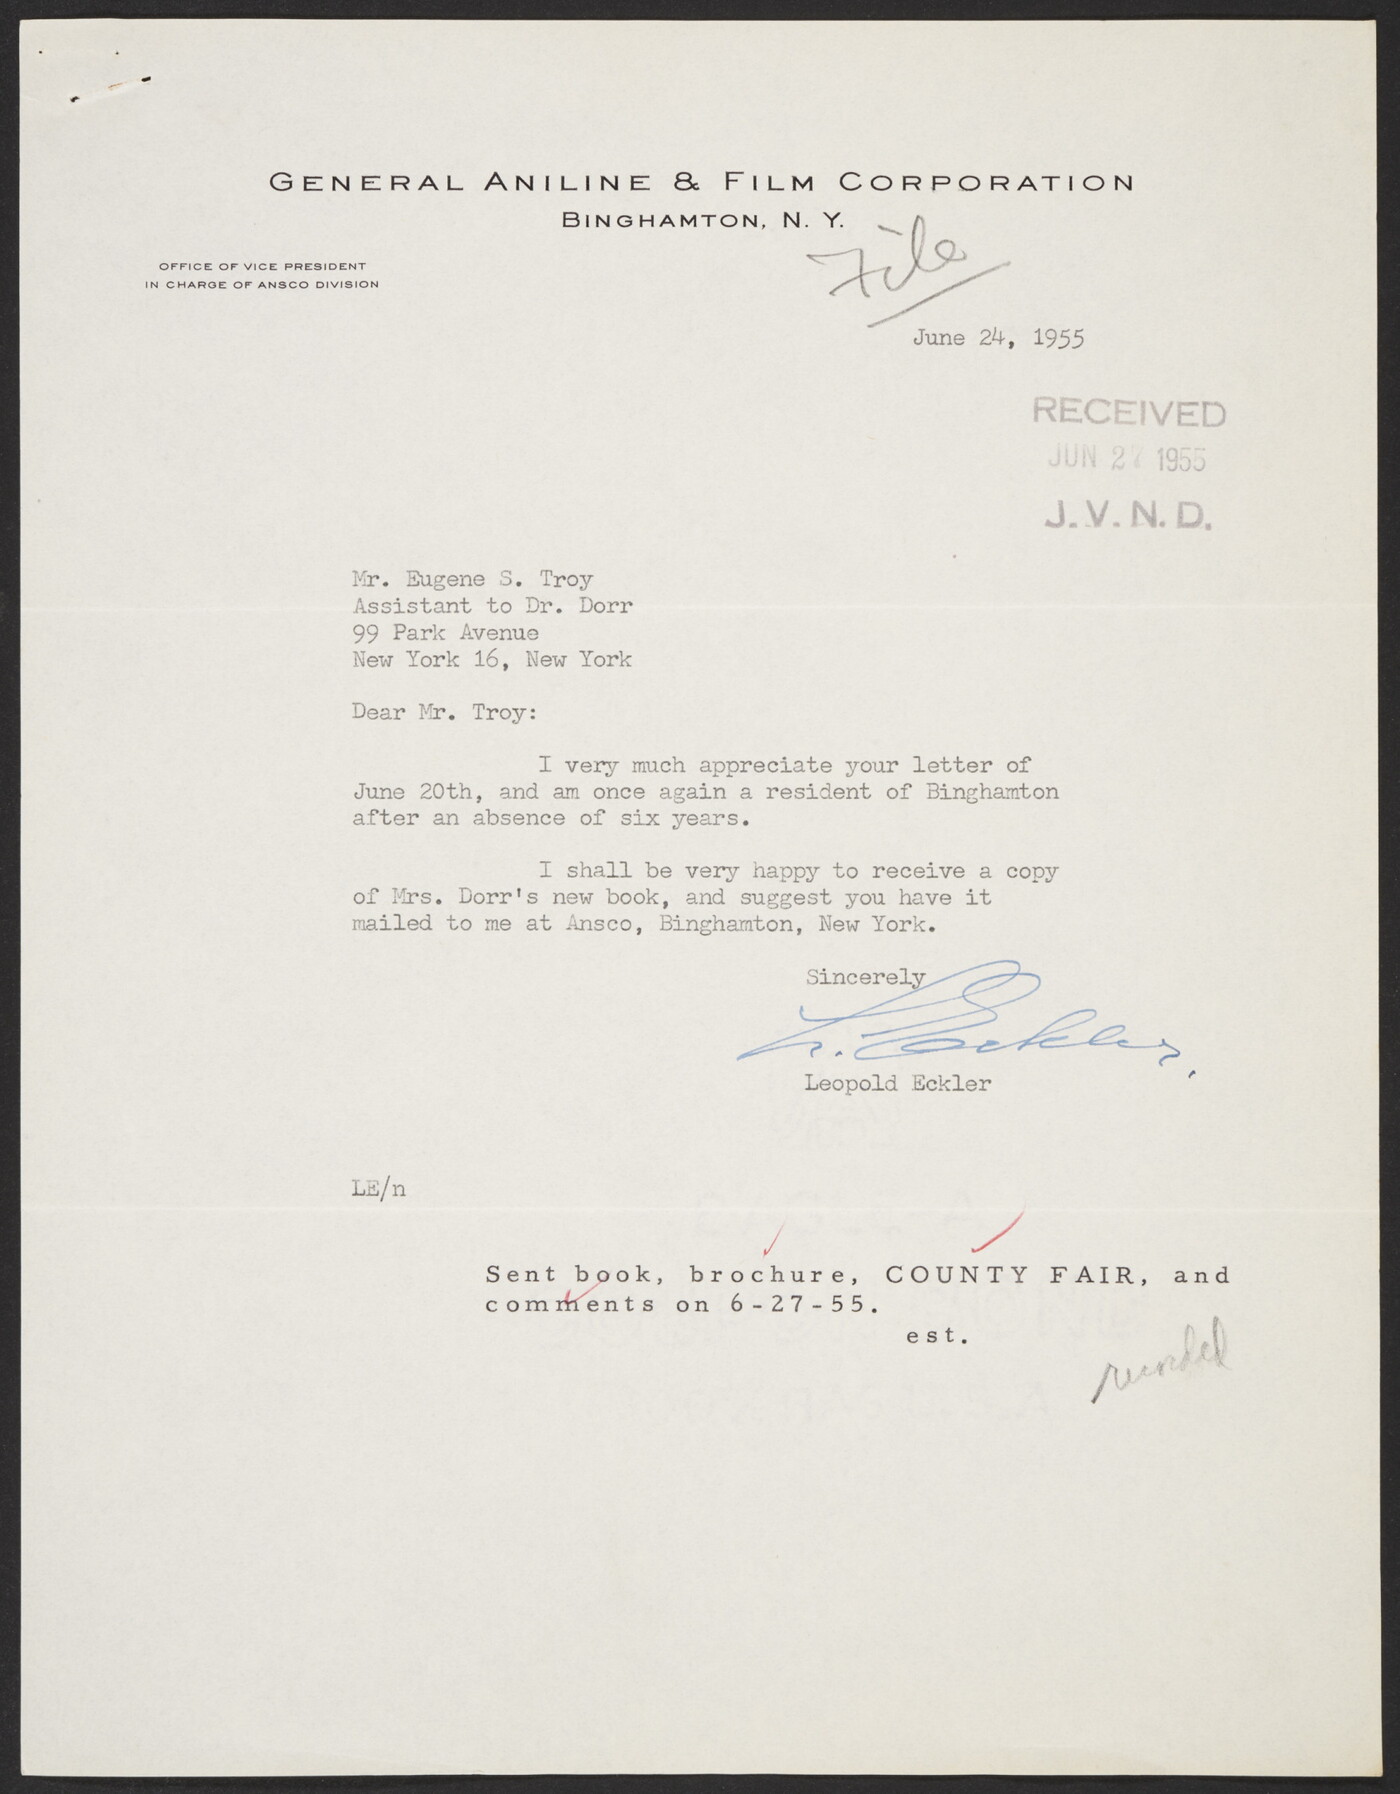 GENERAL ANILINE & FILM CORPORATION
BINGHAMTON, N. Y.
OFFICE OF VICE PRESIDENT
IN CHARGE OF ANSCO DIVISION
File
June 24, 1955
RECEIVED
JUN 27 1955
J. V. N. D.
Mr. Eugene S. Troy
Assistant to Dr. Dorr
99 Park Avenue
New York 16, New York
Dear Mr. Troy:
I very much appreciate your letter of
June 20th, and am once again a resident of Binghamton
after an absence of six years.
I shall be very happy to receive a copy
of Mrs. Dorr's new book, and suggest you have it
mailed to me at Ansco, Binghamton, New York.
Sincerely
L. Eckler.
Leopold Eckler
LE/n
Sent book, brochure, COUNTY FAIR, and
comments on 6-27-55.
est.